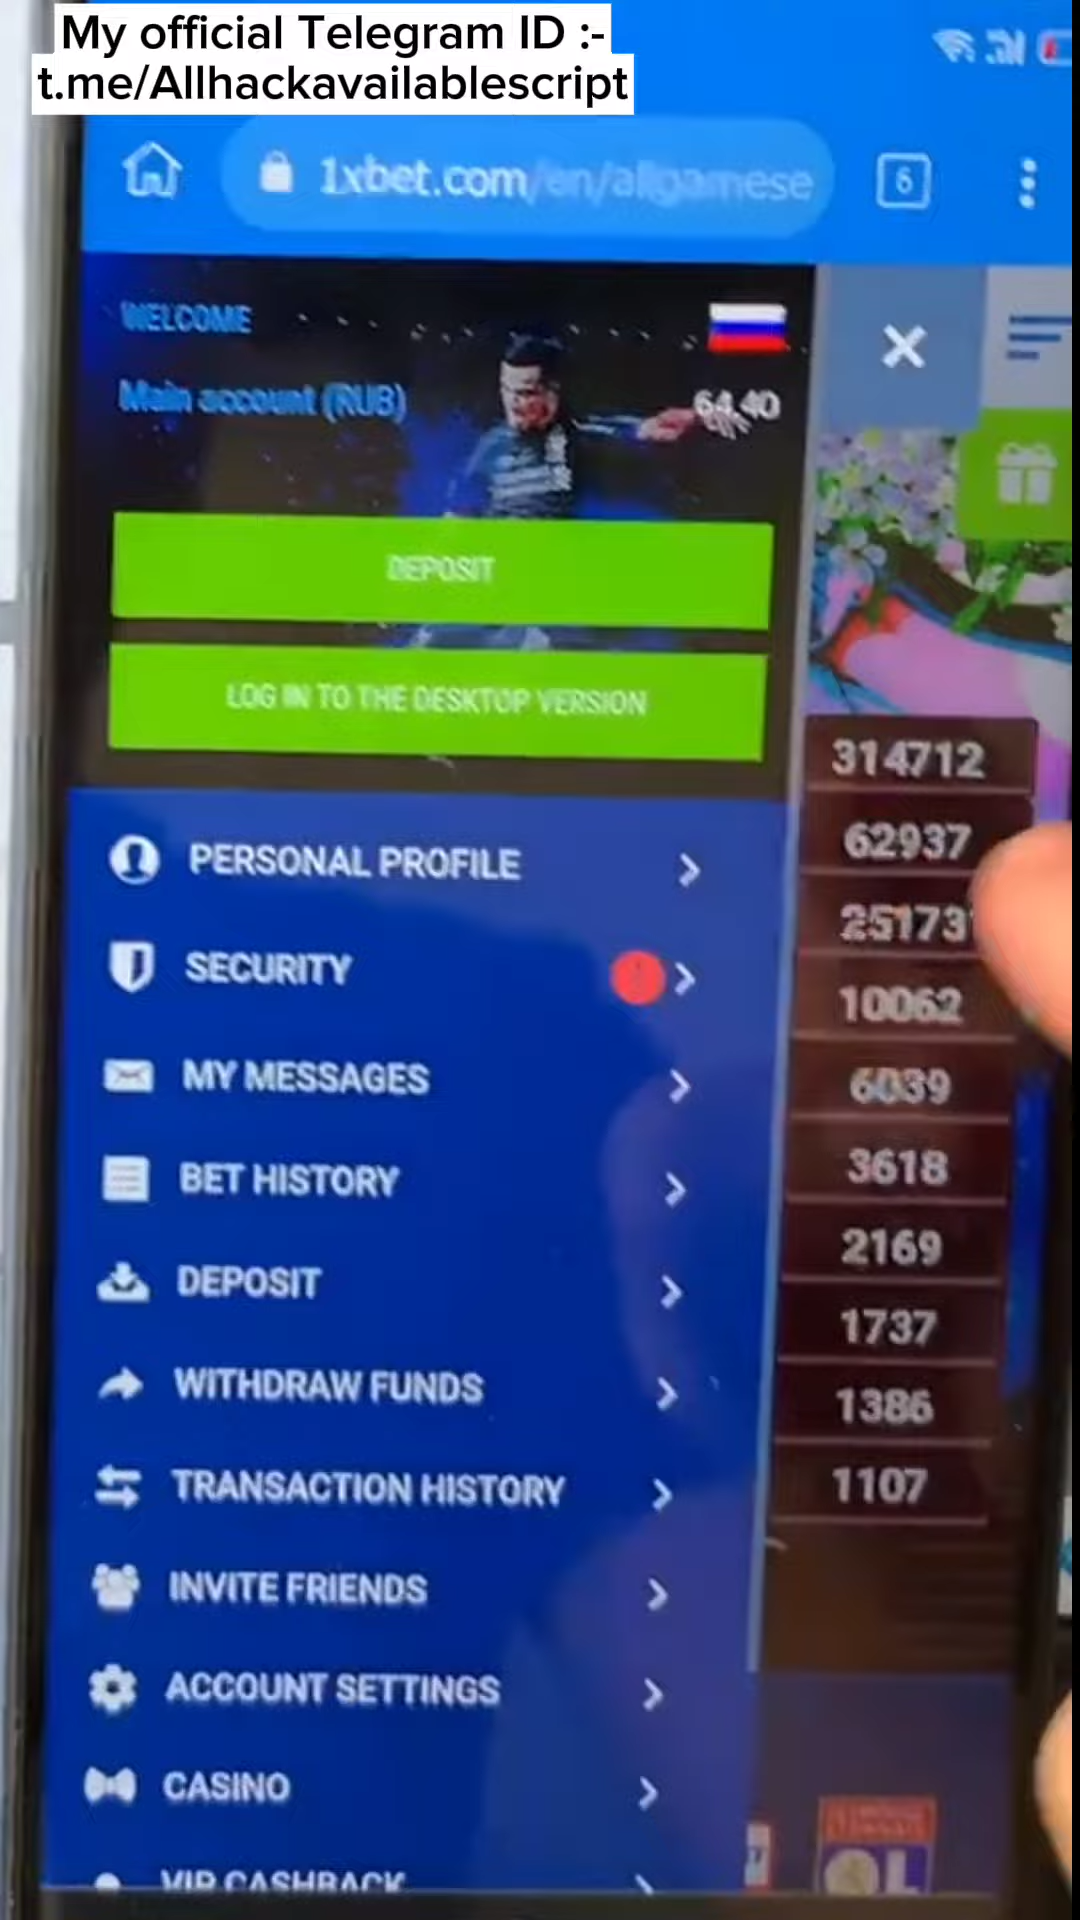 My official Telegram ID :-
t.me/Allhackavailablescript
1xbet.com/en/allgamese
6
WELCOME
Main account (RUB)
64,40
DEPOSIT
LOG IN TO THE DESKTOP VERSION
314712
62937
25173
10062
6039
3618
2169
1737
1386
1107
PERSONAL PROFILE
SECURITY
MY MESSAGES
BET HISTORY
DEPOSIT
WITHDRAW FUNDS
TRANSACTION HISTORY
INVITE FRIENDS
ACCOUNT SETTINGS
CASINO
VIP CASHBACK
OL